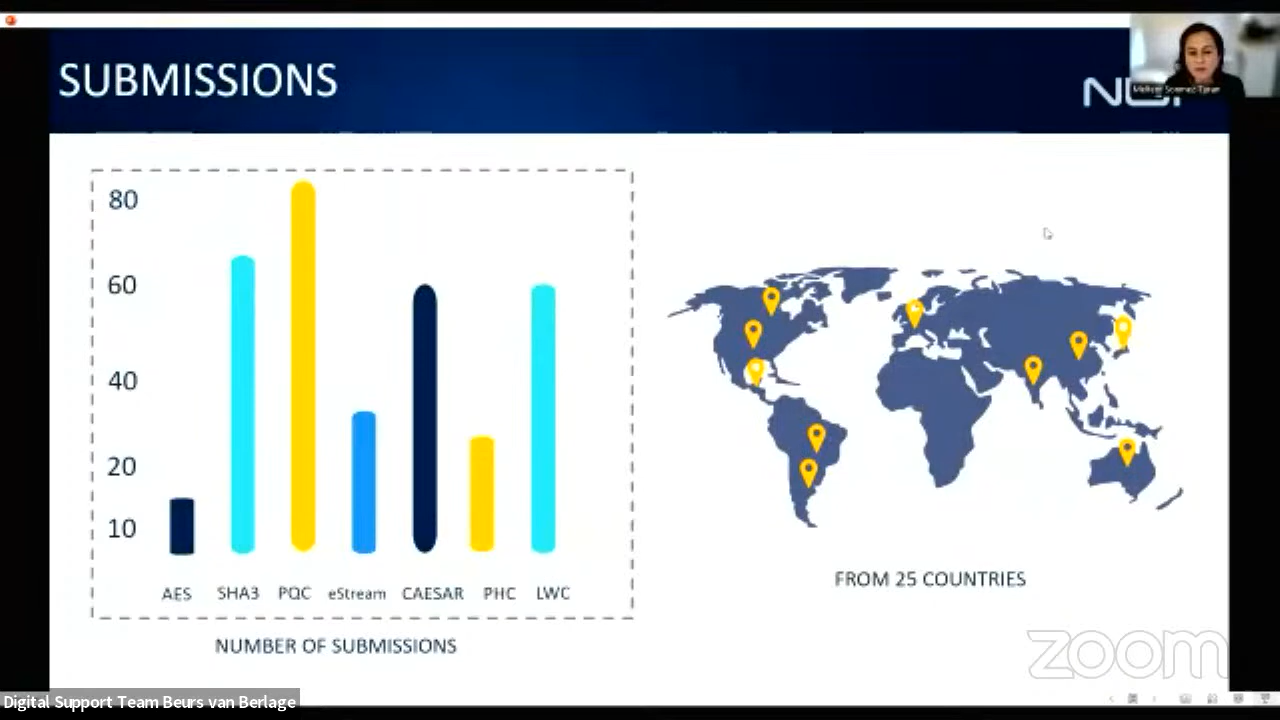 SUBMISSIONS
80
60
40
20
10
AES SHA3 PQC eStream CAESAR PHC LWC
NUMBER OF SUBMISSIONS
FROM 25 COUNTRIES
zoom
Digital Support Team Beurs van Berlage